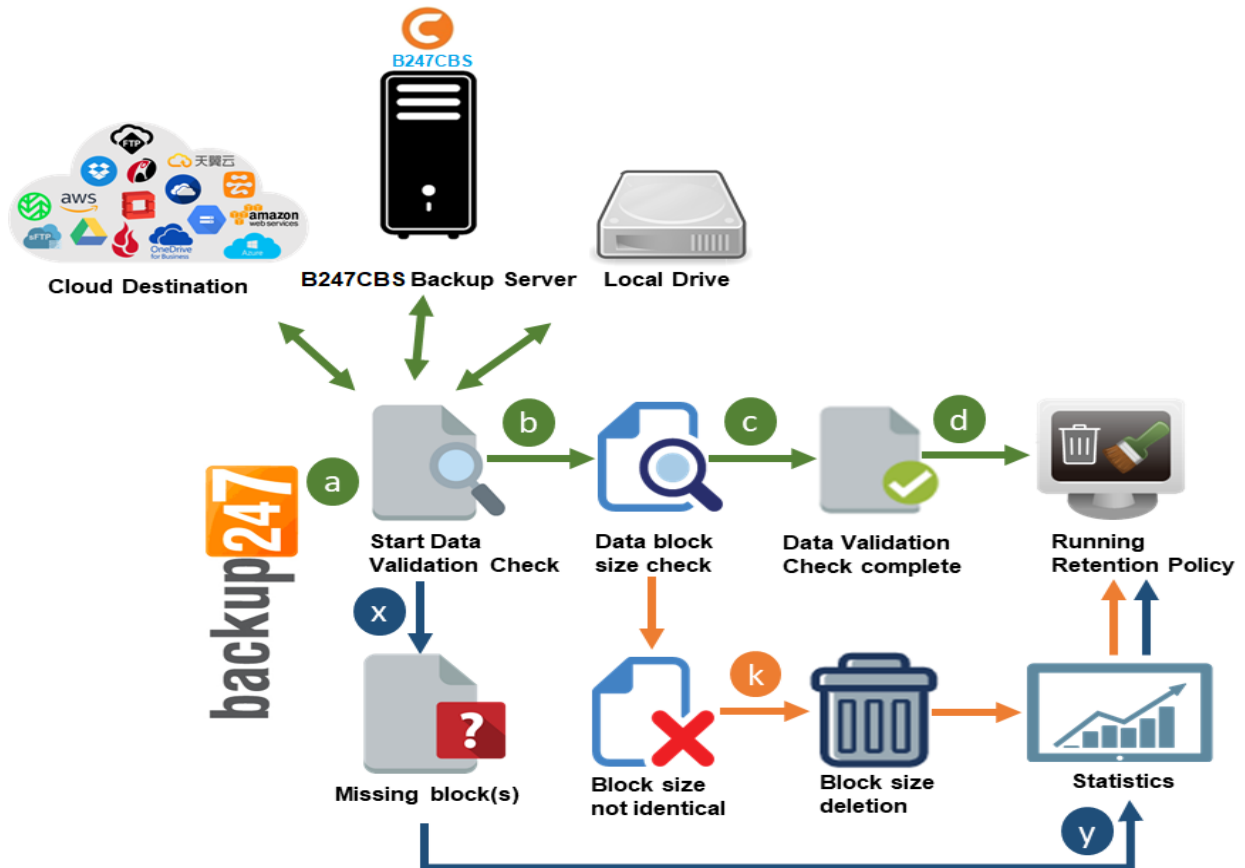 B247CBS
FTP
天翼云
aws
amazon
web services
sFTP
OneDrive
for Business
Azure
Cloud Destination
B247CBS Backup Server
Local Drive
a
b
c
d
backup247
Start Data
Validation Check
Data block
size check
Data Validation
Check complete
Running
Retention Policy
x
k
?
Missing block(s)
Block size
not identical
Block size
deletion
Statistics
y